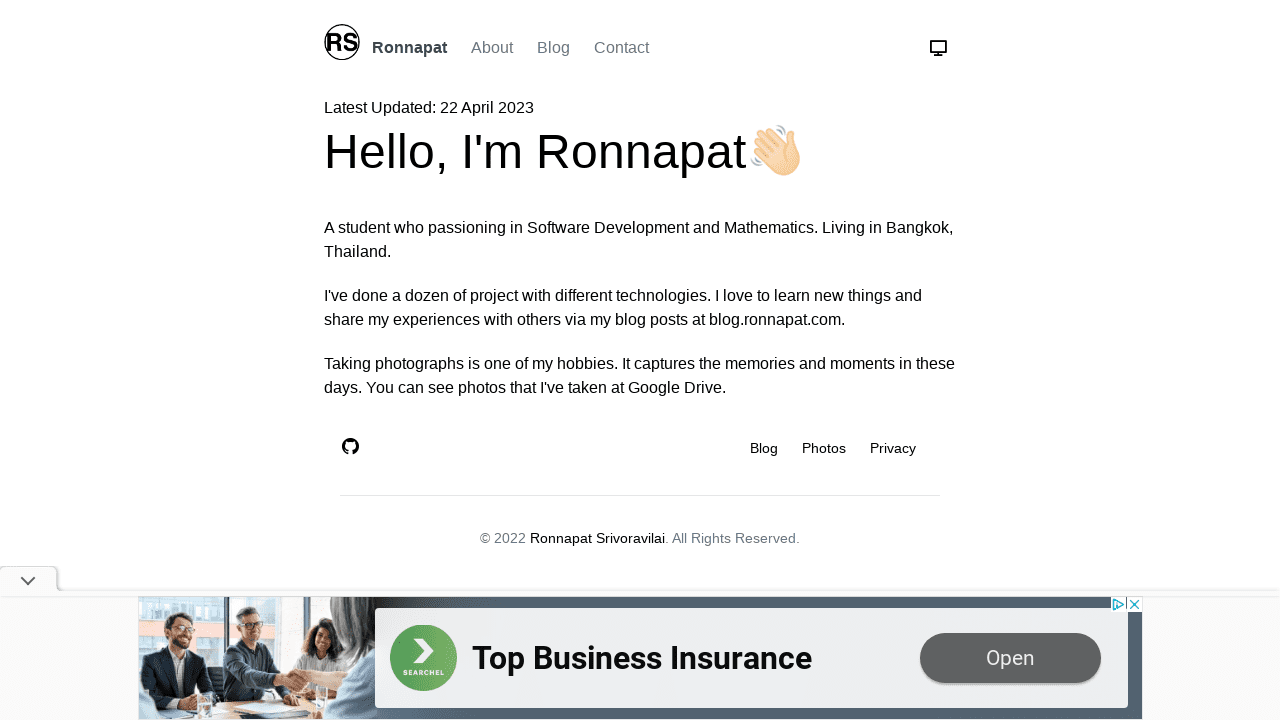 RS Ronnapat About Blog Contact
Latest Updated: 22 April 2023
Hello, I'm Ronnapat👋🏻
A student who passioning in Software Development and Mathematics. Living in Bangkok,
Thailand.
I've done a dozen of project with different technologies. I love to learn new things and
share my experiences with others via my blog posts at blog.ronnapat.com.
Taking photographs is one of my hobbies. It captures the memories and moments in these
days. You can see photos that I've taken at Google Drive.
Blog Photos Privacy
© 2022 Ronnapat Srivoravilai. All Rights Reserved.
SEARCHEL
Top Business Insurance
Open